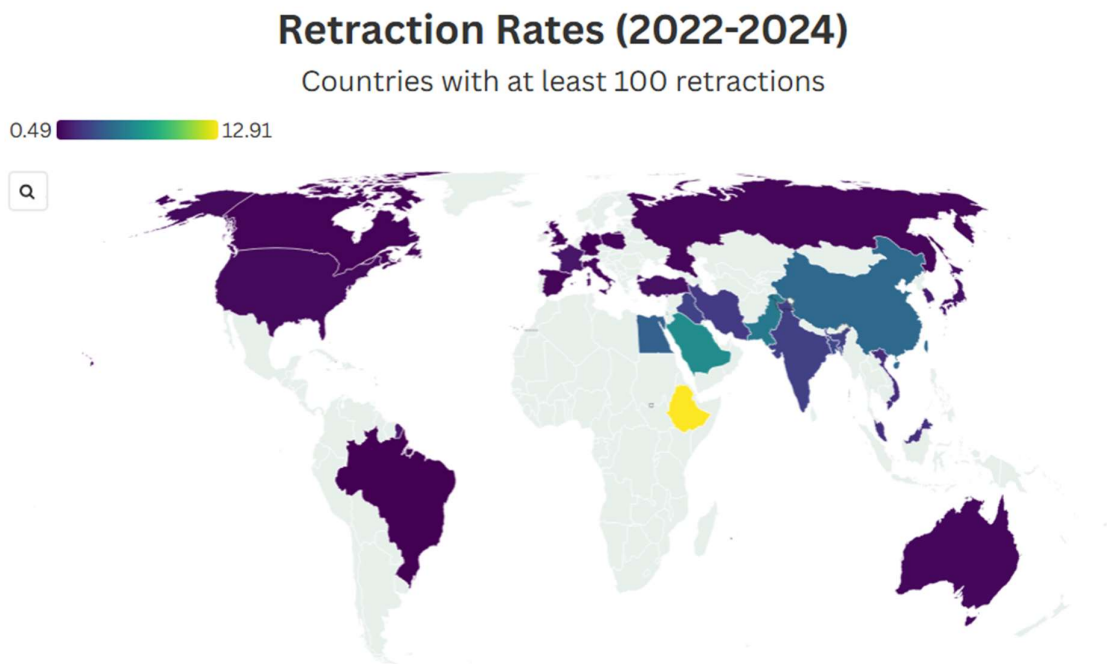 Retraction Rates (2022-2024)
Countries with at least 100 retractions
0.49 12.91